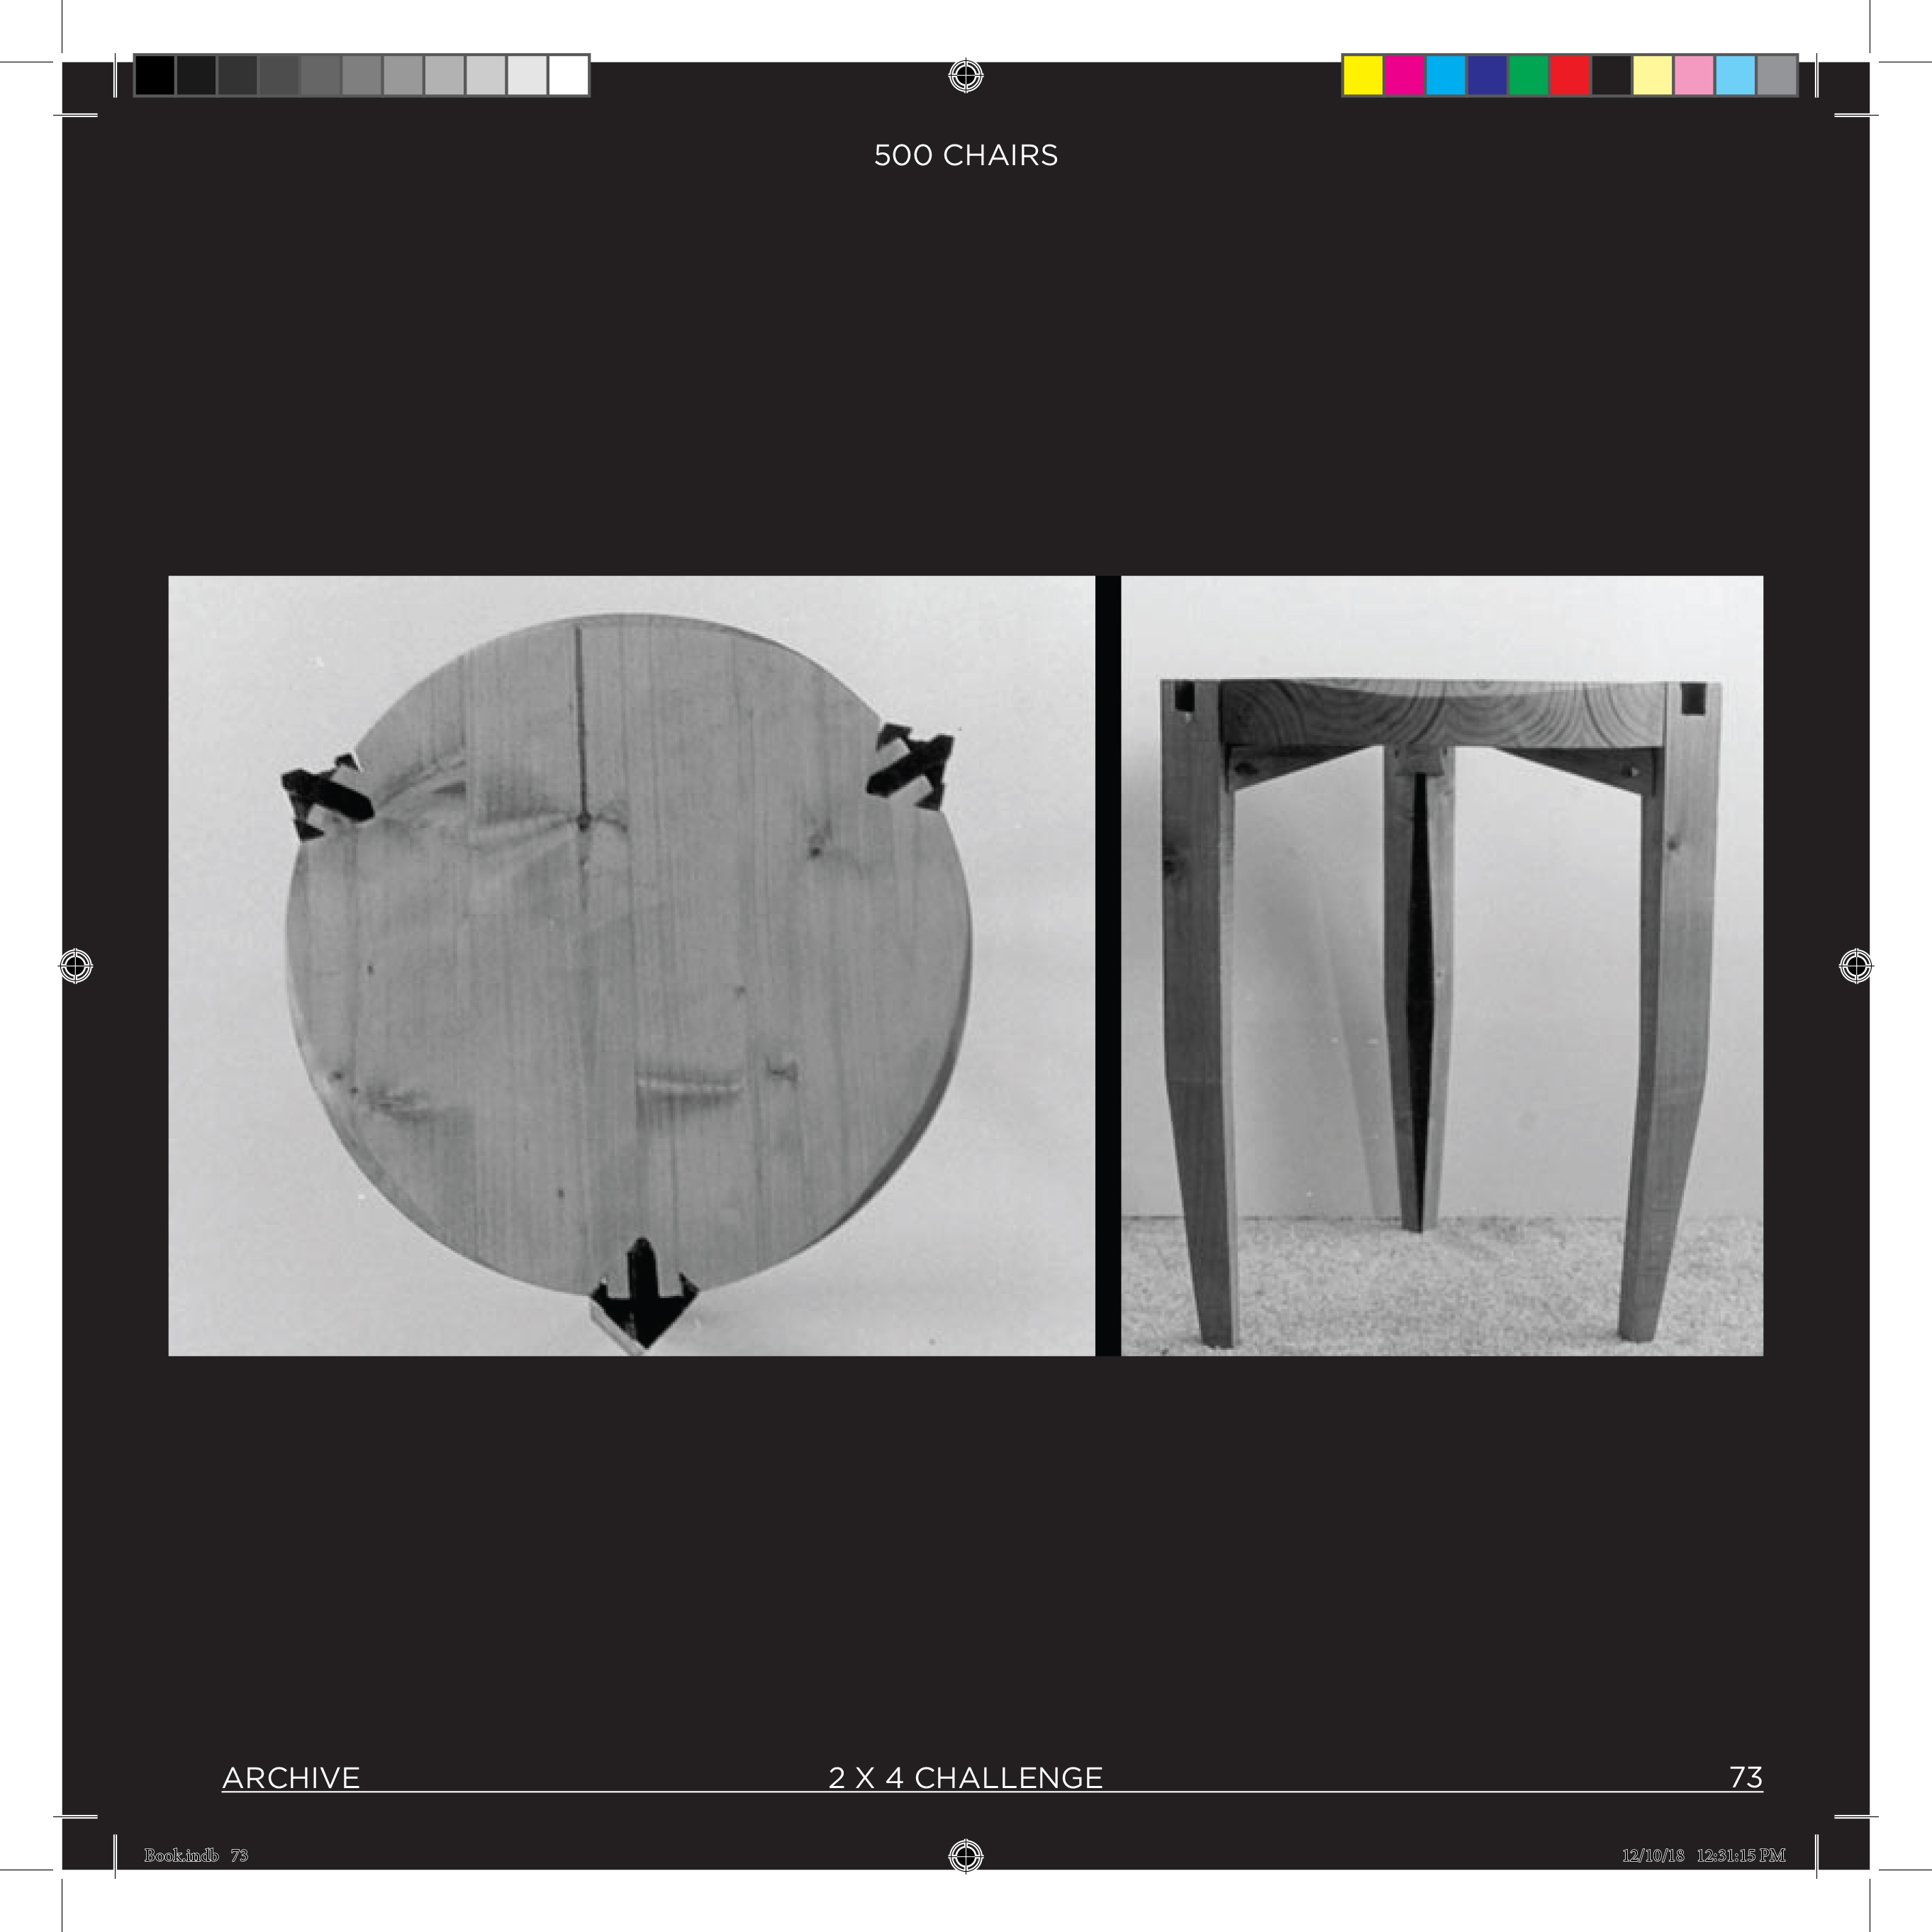 500 CHAIRS
ARCHIVE 2 X 4 CHALLENGE 73
Book.indb 73 12/10/18 12:31:15 PM